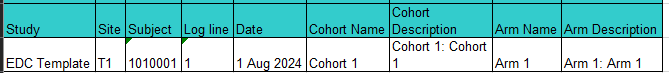 Study Site Subject Log line Date Cohort Name Cohort Description Arm Name Arm Description
EDC Template T1 1010001 1 1 Aug 2024 Cohort 1 Cohort 1: Cohort 1 Arm 1 Arm 1: Arm 1